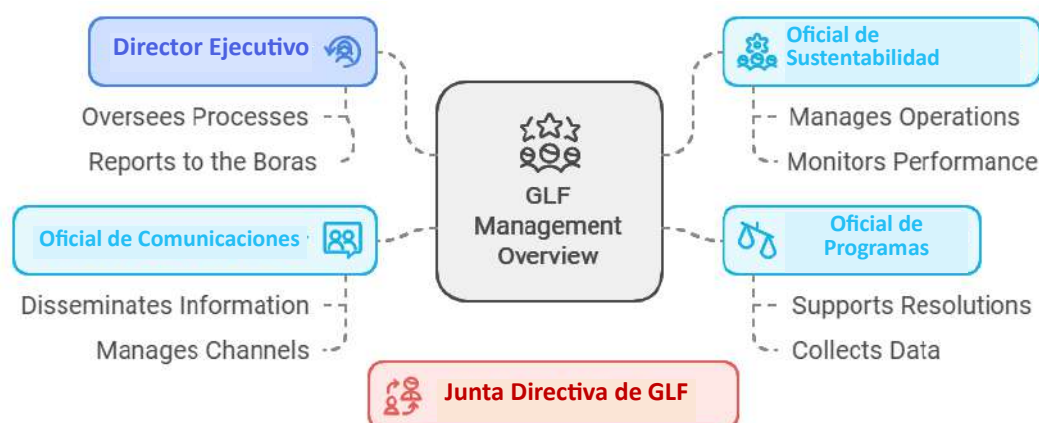 Director Ejecutivo
Oversees Processes
Reports to the Boras
Oficial de Comunicaciones
Disseminates Information
Manages Channels
GLF
Management
Overview
Oficial de
Sustentabilidad
Manages Operations
Monitors Performance
Oficial de
Programas
Supports Resolutions
Collects Data
Junta Directiva de GLF